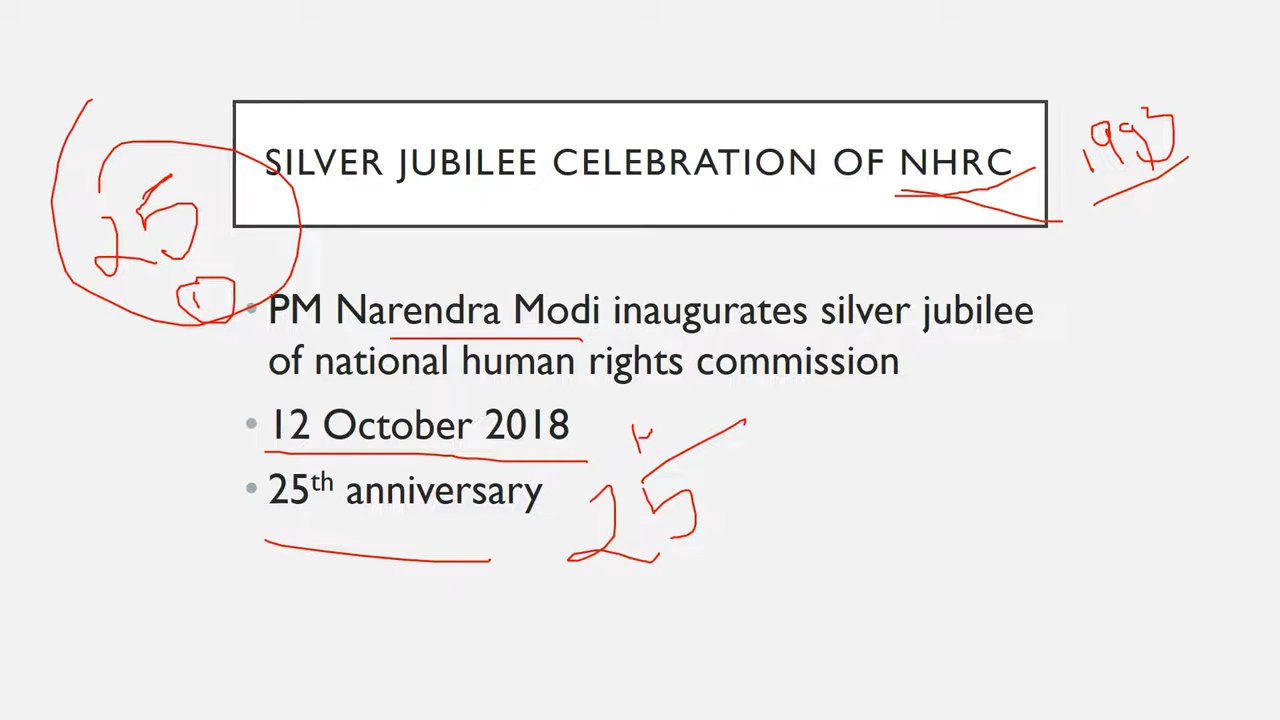 SILVER JUBILEE CELEBRATION OF NHRC
1993
25
PM Narendra Modi inaugurates silver jubilee
of national human rights commission
12 October 2018
25th anniversary
25